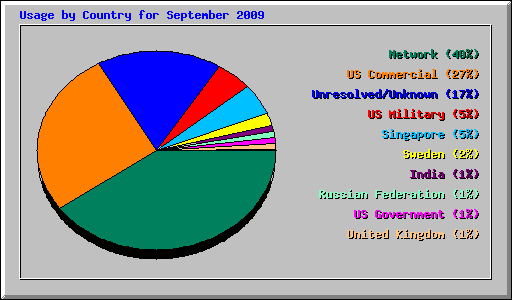 Usage by Country for September 2009
Network (40%)
US Commercial (27%)
Unresolved/Unknown (17%)
US Military (5%)
Singapore (5%)
Sweden (2%)
India (1%)
Russian Federation (1%)
US Government (1%)
United Kingdom (1%)